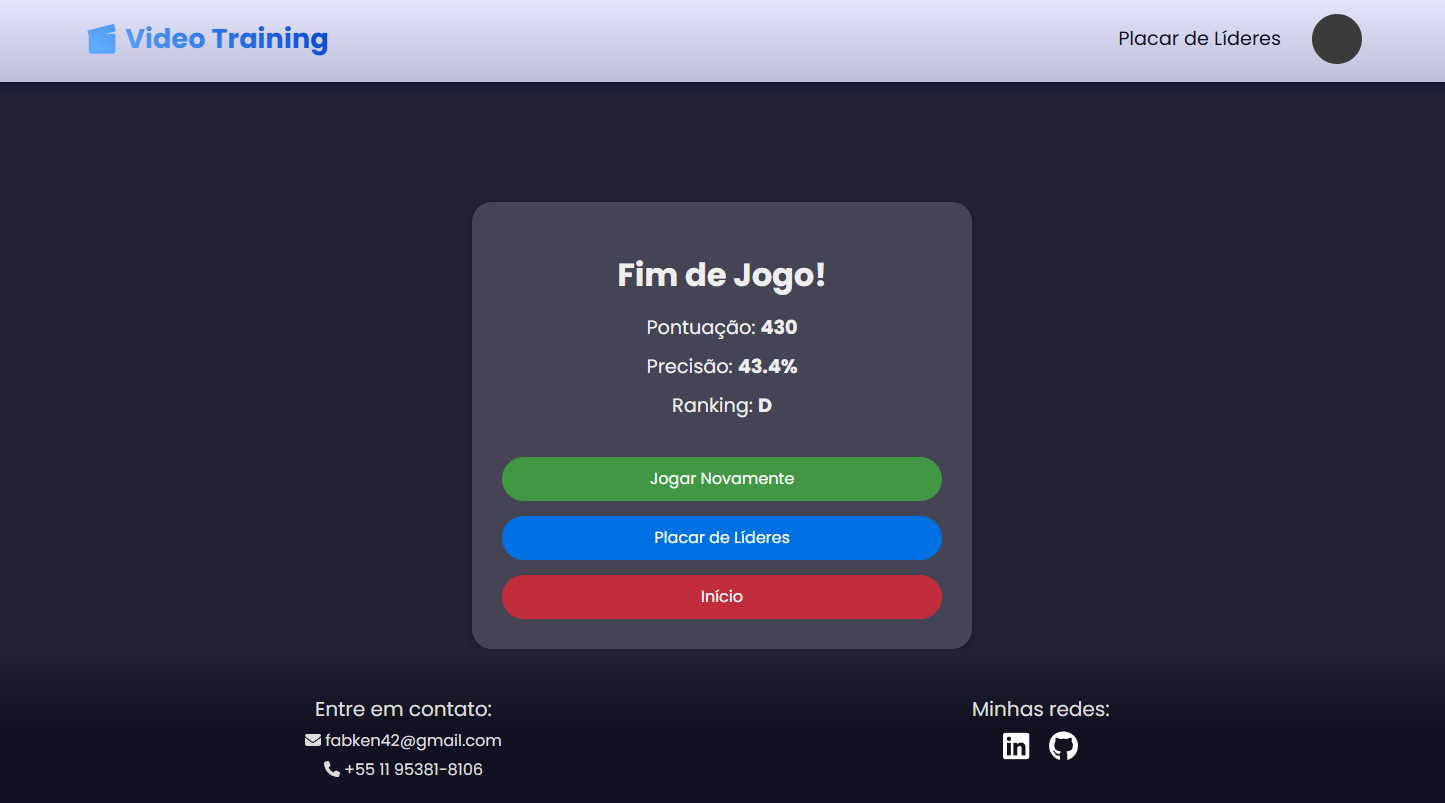 Video Training
Placar de Líderes
Fim de Jogo!
Pontuação: 430
Precisão: 43.4%
Ranking: D
Jogar Novamente
Placar de Líderes
Início
Entre em contato:
fabken42@gmail.com
+55 11 95381-8106
Minhas redes:
in